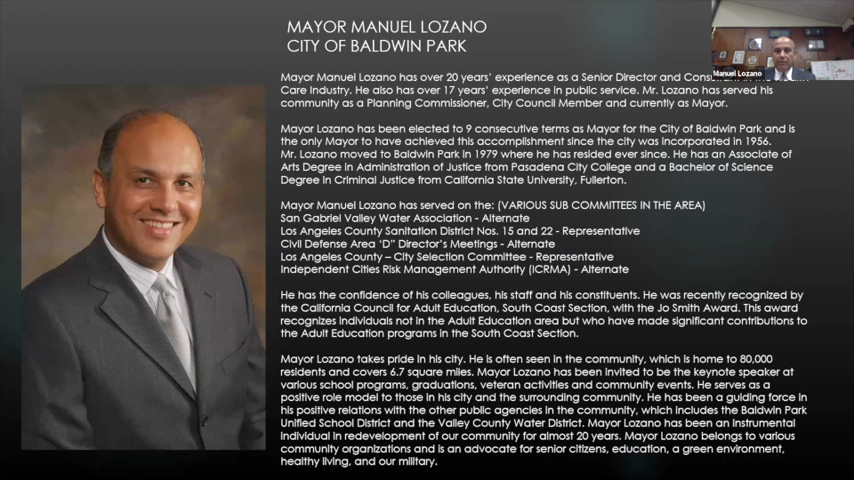 MAYOR MANUEL LOZANO
CITY OF BALDWIN PARK
Manuel Lozano
Mayor Manuel Lozano has over 20 years' experience as a Senior Director and
Care Industry. He also has over 17 years' experience in public service. Mr. Lozano has served his
community as a Planning Commissioner, City Council Member and currently as Mayor.
Mayor Lozano has been elected to 9 consecutive terms as Mayor for the City of Baldwin Park and is
the only Mayor to have achieved this accomplishment since the city was incorporated in 1956.
Mr. Lozano moved to Baldwin Park in 1979 where he has resided ever since. He has an Associate of
Arts Degree in Administration of Justice from Pasadena City College and a Bachelor of Science
Degree in Criminal Justice from California State University, Fullerton.
Mayor Manuel Lozano has served on the: (VARIOUS SUB COMMITTEES IN THE AREA)
San Gabriel Valley Water Association - Alternate
Los Angeles County Sanitation District Nos. 15 and 22 - Representative
Civil Defense Area 'D" Director's Meetings - Alternate
Los Angeles County – City Selection Committee - Representative
Independent Cities Risk Management Authority (ICRMA) - Alternate
He has the confidence of his colleagues, his staff and his constituents. He was recently recognized by
the California Council for Adult Education, South Coast Section, with the Jo Smith Award. This award
recognizes individuals not in the Adult Education area but who have made significant contributions to
the Adult Education programs in the South Coast Section.
Mayor Lozano takes pride in his city. He is often seen in the community, which is home to 80,000
residents and covers 6.7 square miles. Mayor Lozano has been invited to be the keynote speaker at
various school programs, graduations, veteran activities and community events. He serves as a
positive role model to those in his city and the surrounding community. He has been a guiding force in
his positive relations with the other public agencies in the community, which includes the Baldwin Park
Unified School District and the Valley County Water District. Mayor Lozano has been an instrumental
individual in redevelopment of our community for almost 20 years. Mayor Lozano belongs to various
community organizations and is an advocate for senior citizens, education, a green environment,
healthy living, and our military.